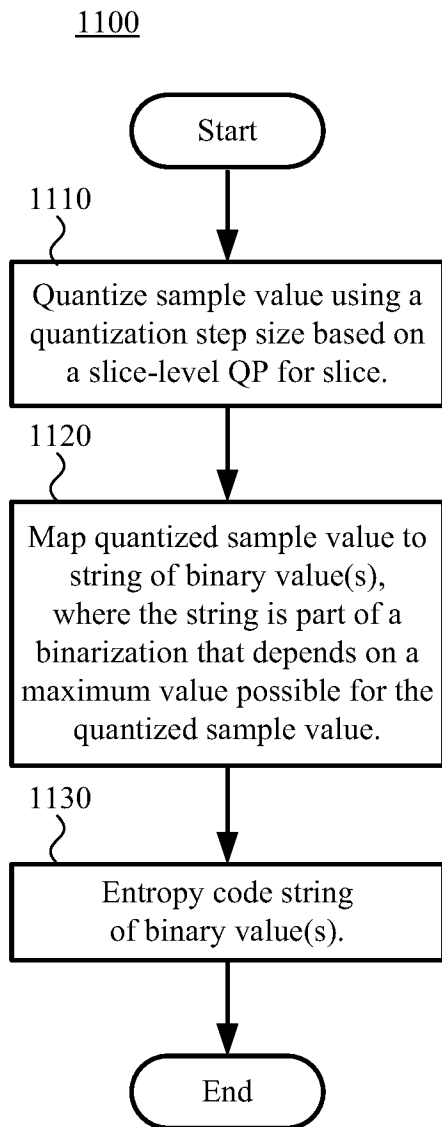 1100
Start
1110
Quantize sample value using a
quantization step size based on
a slice-level QP for slice.
1120
Map quantized sample value to
string of binary value(s),
where the string is part of a
binarization that depends on a
maximum value possible for the
quantized sample value.
1130
Entropy code string
of binary value(s).
End